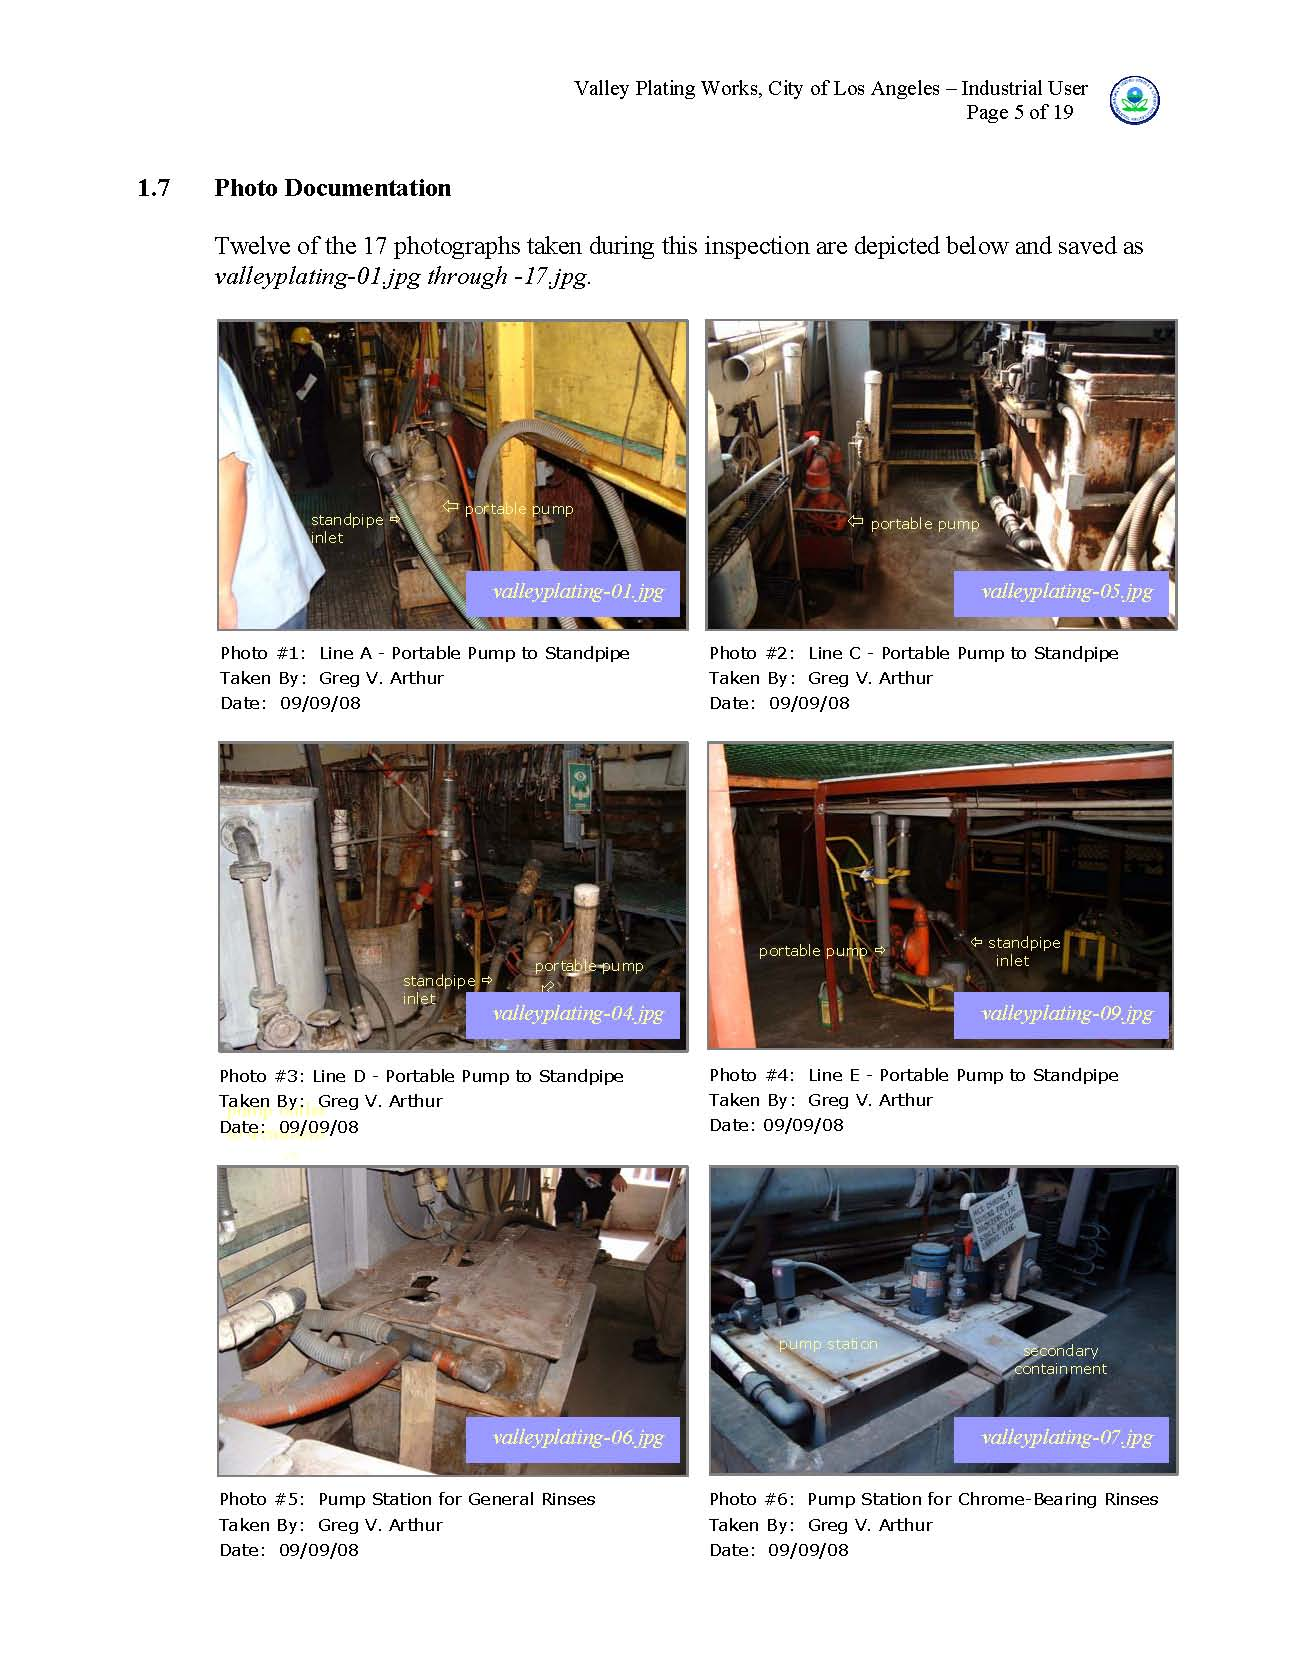 Valley Plating Works, City of Los Angeles – Industrial User
Page 5 of 19
1.7 Photo Documentation
Twelve of the 17 photographs taken during this inspection are depicted below and saved as
valleyplating-01.jpg through -17.jpg.
standpipe ⇨
inlet
⇦ portable pump
valleyplating-01.jpg
⇦ portable pump
valleyplating-05.jpg
Photo #1: Line A - Portable Pump to Standpipe
Taken By: Greg V. Arthur
Date: 09/09/08
Photo #2: Line C - Portable Pump to Standpipe
Taken By: Greg V. Arthur
Date: 09/09/08
standpipe ⇨
inlet
portable pump
valleyplating-04.jpg
portable pump ⇨
⇦ standpipe
inlet
valleyplating-09.jpg
Photo #3: Line D - Portable Pump to Standpipe
Taken By: Greg V. Arthur
Date: 09/09/08
Photo #4: Line E - Portable Pump to Standpipe
Taken By: Greg V. Arthur
Date: 09/09/08
valleyplating-06.jpg
pump station
secondary
containment
valleyplating-07.jpg
Photo #5: Pump Station for General Rinses
Taken By: Greg V. Arthur
Date: 09/09/08
Photo #6: Pump Station for Chrome-Bearing Rinses
Taken By: Greg V. Arthur
Date: 09/09/08